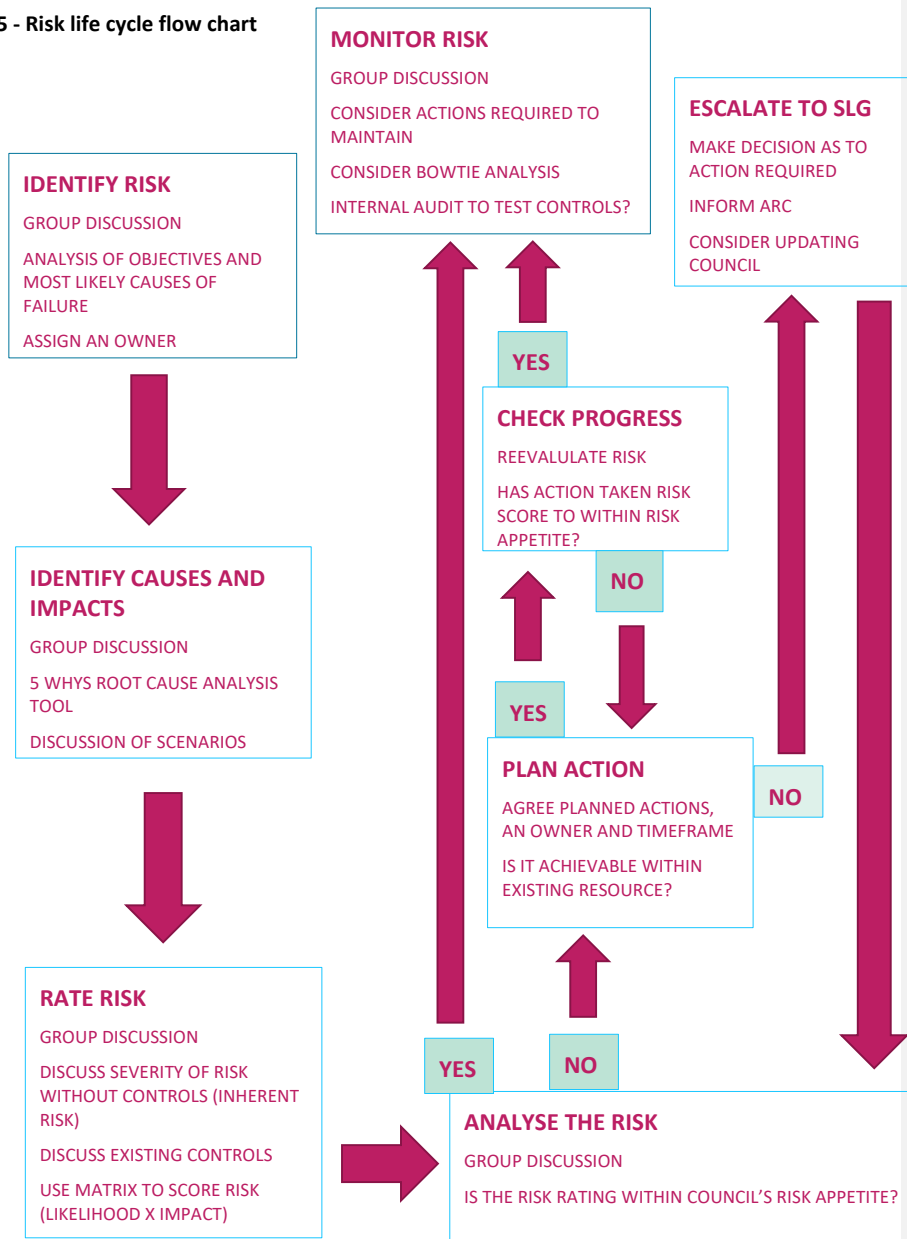 5 - Risk life cycle flow chart
IDENTIFY RISK
GROUP DISCUSSION
ANALYSIS OF OBJECTIVES AND
MOST LIKELY CAUSES OF
FAILURE
ASSIGN AN OWNER
IDENTIFY CAUSES AND
IMPACTS
GROUP DISCUSSION
5 WHYS ROOT CAUSE ANALYSIS
TOOL
DISCUSSION OF SCENARIOS
RATE RISK
GROUP DISCUSSION
DISCUSS SEVERITY OF RISK
WITHOUT CONTROLS (INHERENT
RISK)
DISCUSS EXISTING CONTROLS
USE MATRIX TO SCORE RISK
(LIKELIHOOD X IMPACT)
ANALYSE THE RISK
GROUP DISCUSSION
IS THE RISK RATING WITHIN COUNCIL’S RISK APPETITE?
YES
NO
PLAN ACTION
AGREE PLANNED ACTIONS,
AN OWNER AND TIMEFRAME
IS IT ACHIEVABLE WITHIN
EXISTING RESOURCE?
YES
NO
CHECK PROGRESS
REEVALULATE RISK
HAS ACTION TAKEN RISK
SCORE TO WITHIN RISK
APPETITE?
YES
NO
MONITOR RISK
GROUP DISCUSSION
CONSIDER ACTIONS REQUIRED TO
MAINTAIN
CONSIDER BOWTIE ANALYSIS
INTERNAL AUDIT TO TEST CONTROLS?
ESCALATE TO SLG
MAKE DECISION AS TO
ACTION REQUIRED
INFORM ARC
CONSIDER UPDATING
COUNCIL